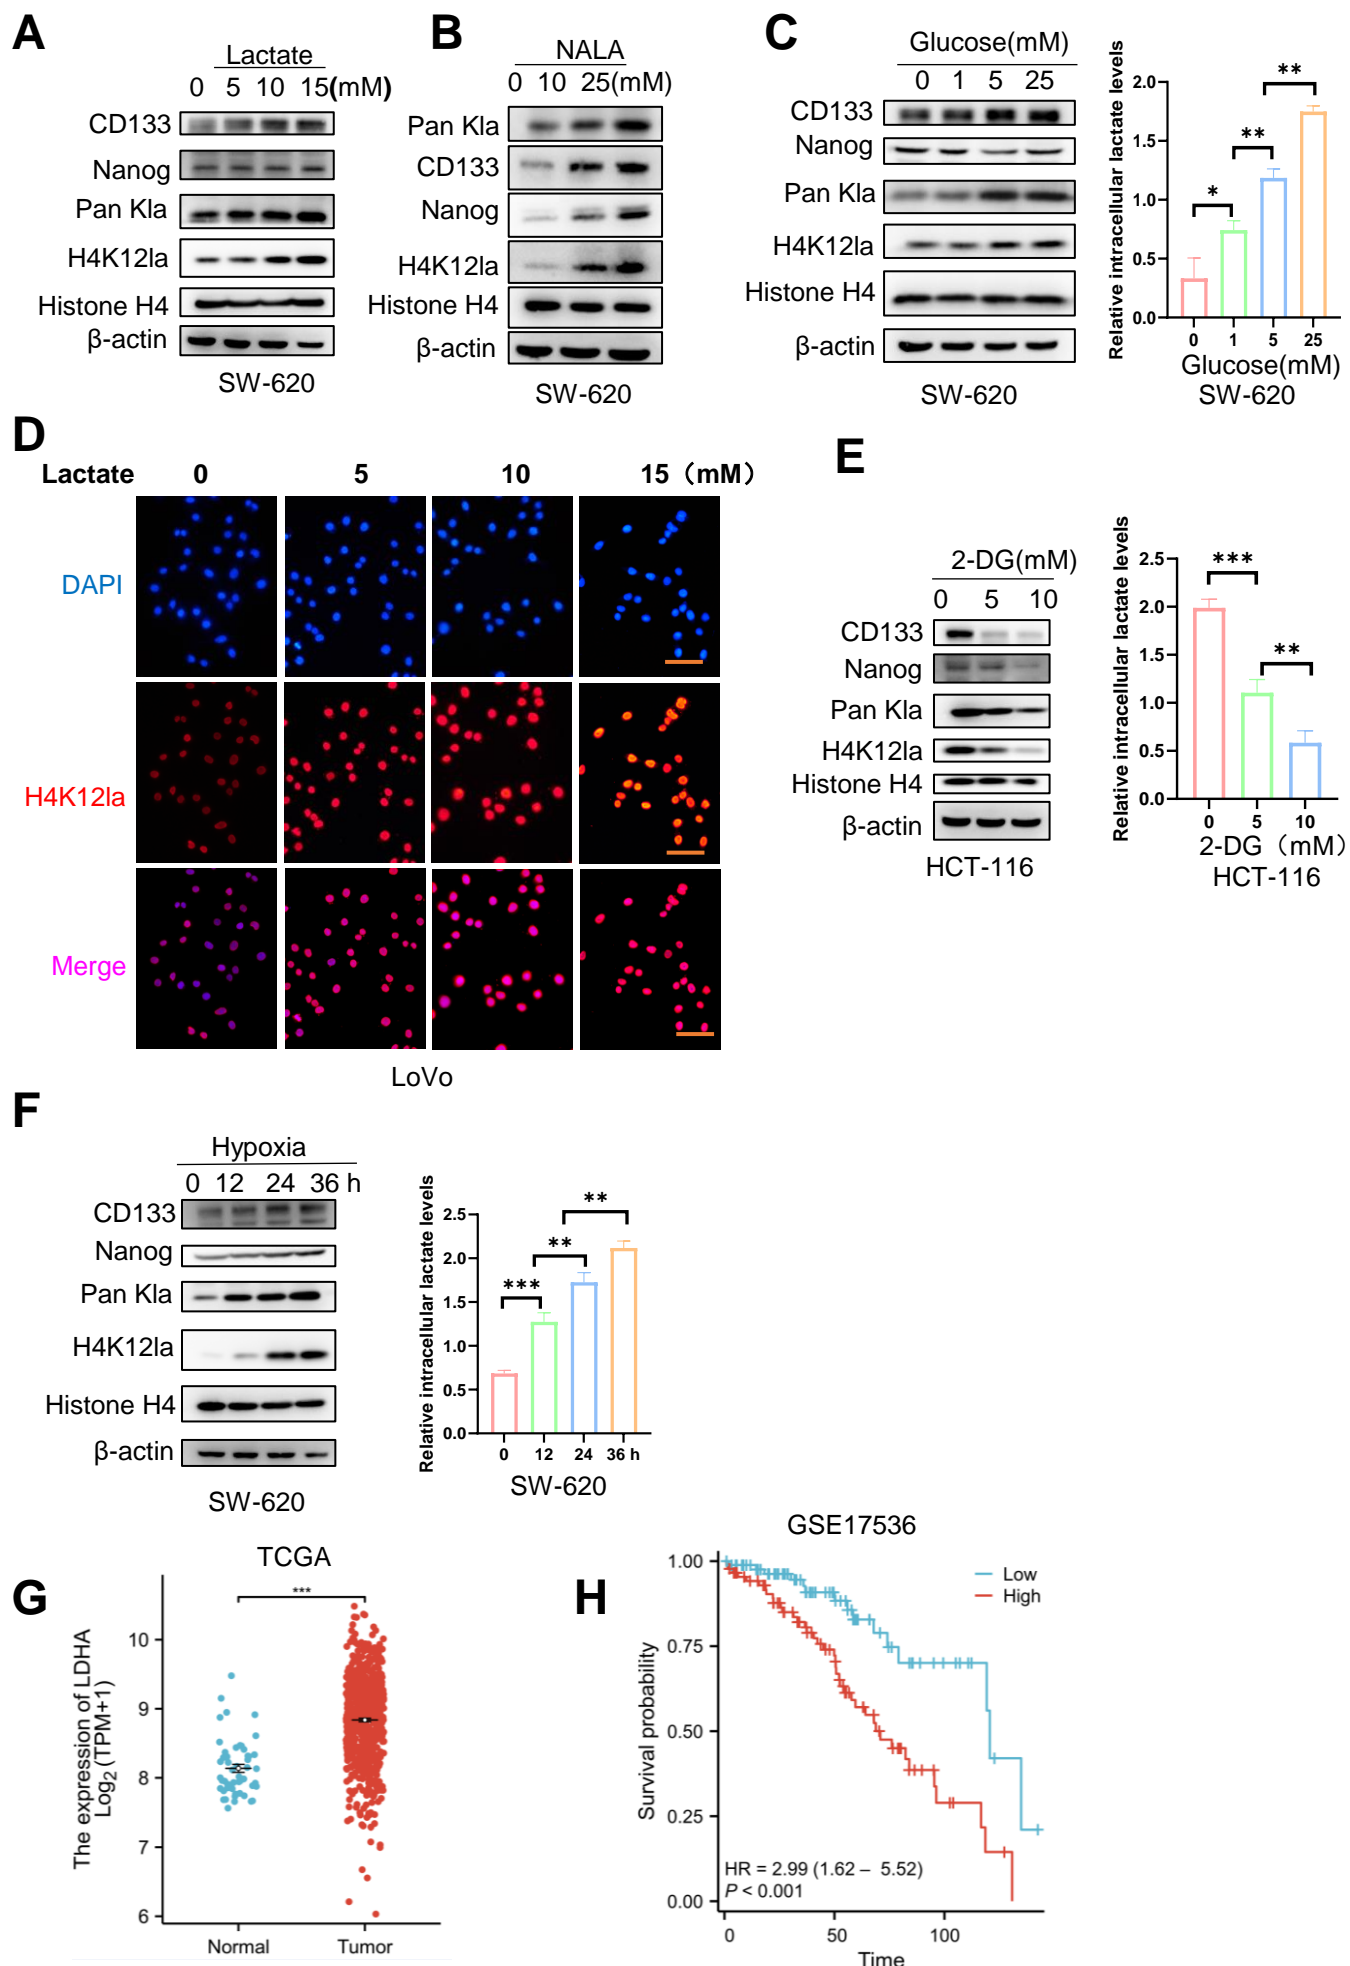 A
Lactate
0 5 10 15(mM)
CD133
Nanog
Pan Kla
H4K12la
Histone H4
β-actin
SW-620
B
NALA
0 10 25(mM)
Pan Kla
CD133
Nanog
H4K12la
Histone H4
β-actin
SW-620
C
Glucose(mM)
0 1 5 25
CD133
Nanog
Pan Kla
H4K12la
Histone H4
β-actin
SW-620
Relative intracellular lactate levels
2.0
1.5
1.0
0.5
0.0
*
**
**
0 1 5 25
Glucose(mM)
SW-620
D
Lactate 0 5 10 15（mM）
DAPI
H4K12la
Merge
LoVo
E
2-DG(mM)
0 5 10
CD133
Nanog
Pan Kla
H4K12la
Histone H4
β-actin
HCT-116
Relative intracellular lactate levels
2.5
2.0
1.5
1.0
0.5
0.0
***
**
0 5 10
2-DG（mM）
HCT-116
F
Hypoxia
0 12 24 36 h
CD133
Nanog
Pan Kla
H4K12la
Histone H4
β-actin
SW-620
Relative intracellular lactate levels
2.5
2.0
1.5
1.0
0.5
0.0
***
**
**
0 12 24 36 h
SW-620
G
TCGA
***
The expression of LDHA
Log2 (TPM+1)
10
9
8
7
6
Normal Tumor
H
GSE17536
Survival probability
1.00
0.75
0.50
0.25
0.00
Low
High
HR = 2.99 (1.62 – 5.52)
P < 0.001
0 50 100
Time